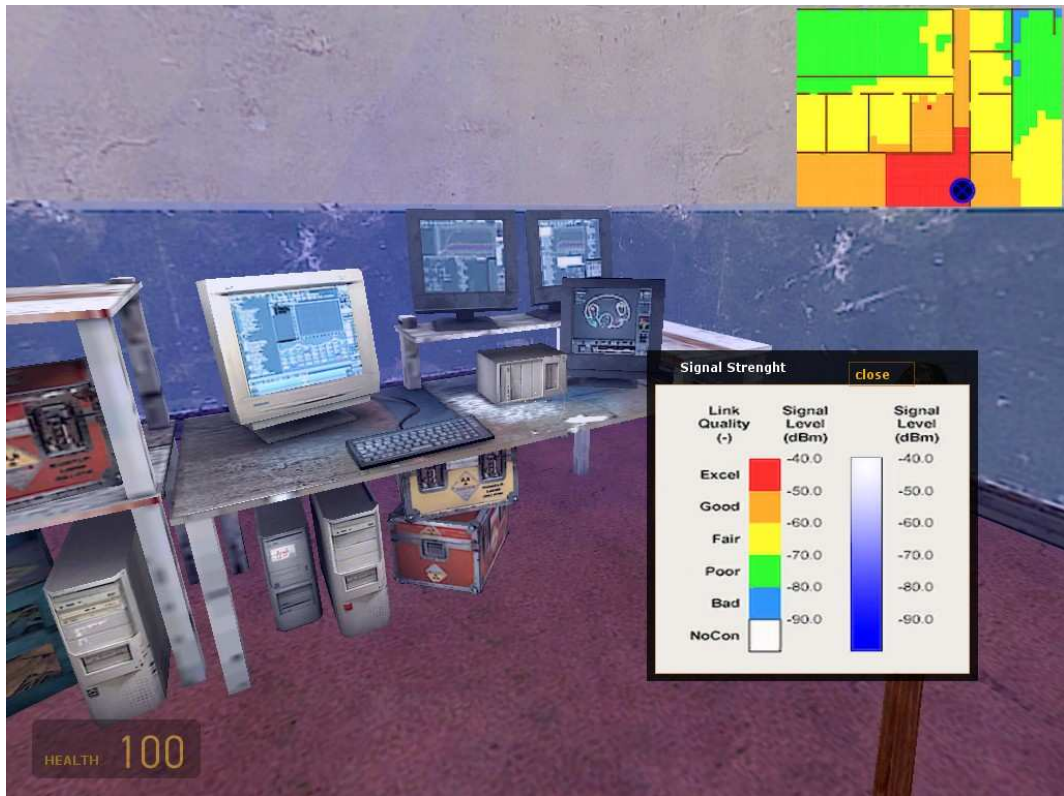 Signal Strenght
close
Link
Quality
(-)
Signal
Level
(dBm)
Signal
Level
(dBm)
Excel
Good
Fair
Poor
Bad
NoCon
-40.0
-50.0
-60.0
-70.0
-80.0
-90.0
-40.0
-50.0
-60.0
-70.0
-80.0
-90.0
HEALTH 100